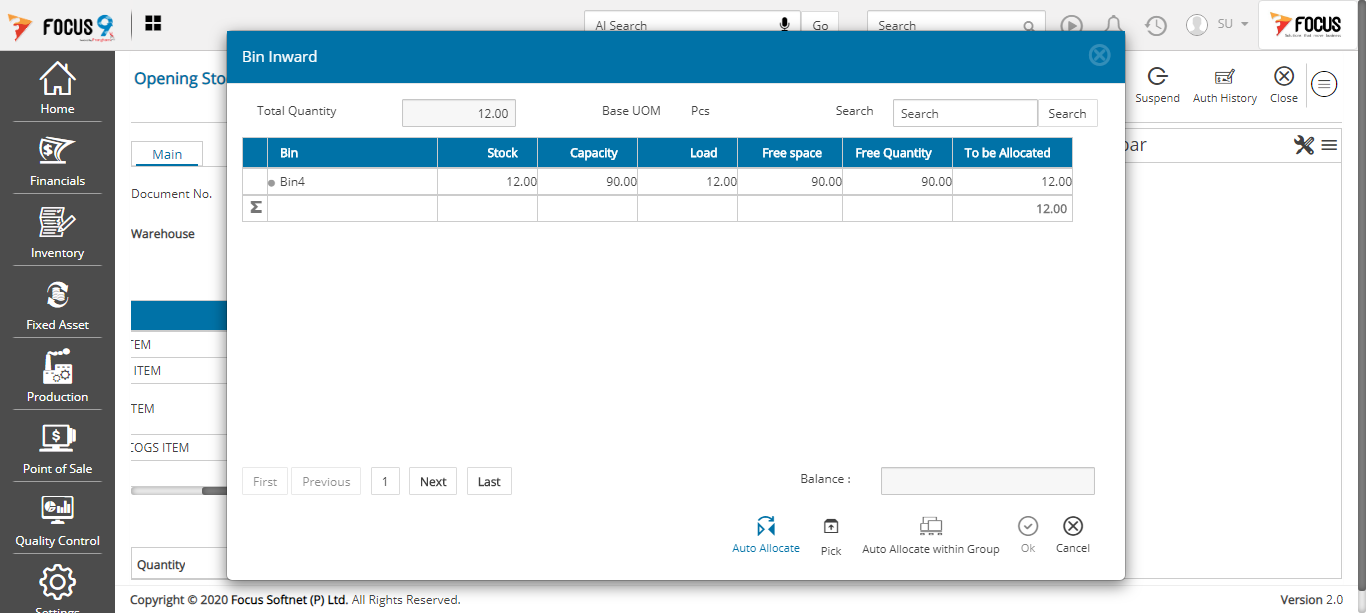 FOCUS 9
AI Search
Go
Search
SU
FOCUS
Home
Financials
Inventory
Fixed Asset
Production
Point of Sale
Quality Control
Settings
Opening Sto
Suspend
Auth History
Close
Main
Document No.
Warehouse
TEM
ITEM
TEM
COGS ITEM
Quantity
bar
Bin Inward
Total Quantity 12.00 Base UOM Pcs Search Search Search
Bin Stock Capacity Load Free space Free Quantity To be Allocated
Bin4 12.00 90.00 12.00 90.00 90.00 12.00
Σ 12.00
First Previous 1 Next Last Balance :
Auto Allocate Pick Auto Allocate within Group Ok Cancel
Copyright © 2020 Focus Softnet (P) Ltd. All Rights Reserved. Version 2.0